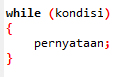 while (kondisi)
{
    pernyataan;
}